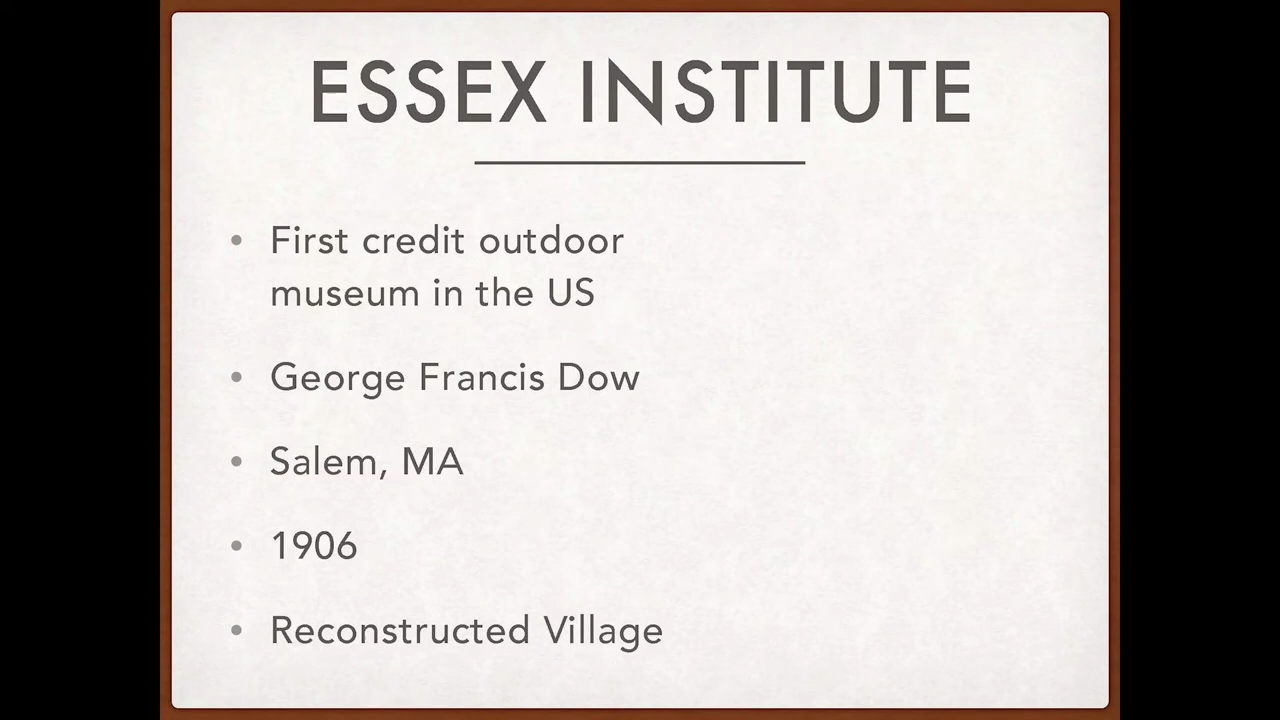 ESSEX INSTITUTE
• First credit outdoor
museum in the US
• George Francis Dow
• Salem, MA
• 1906
• Reconstructed Village